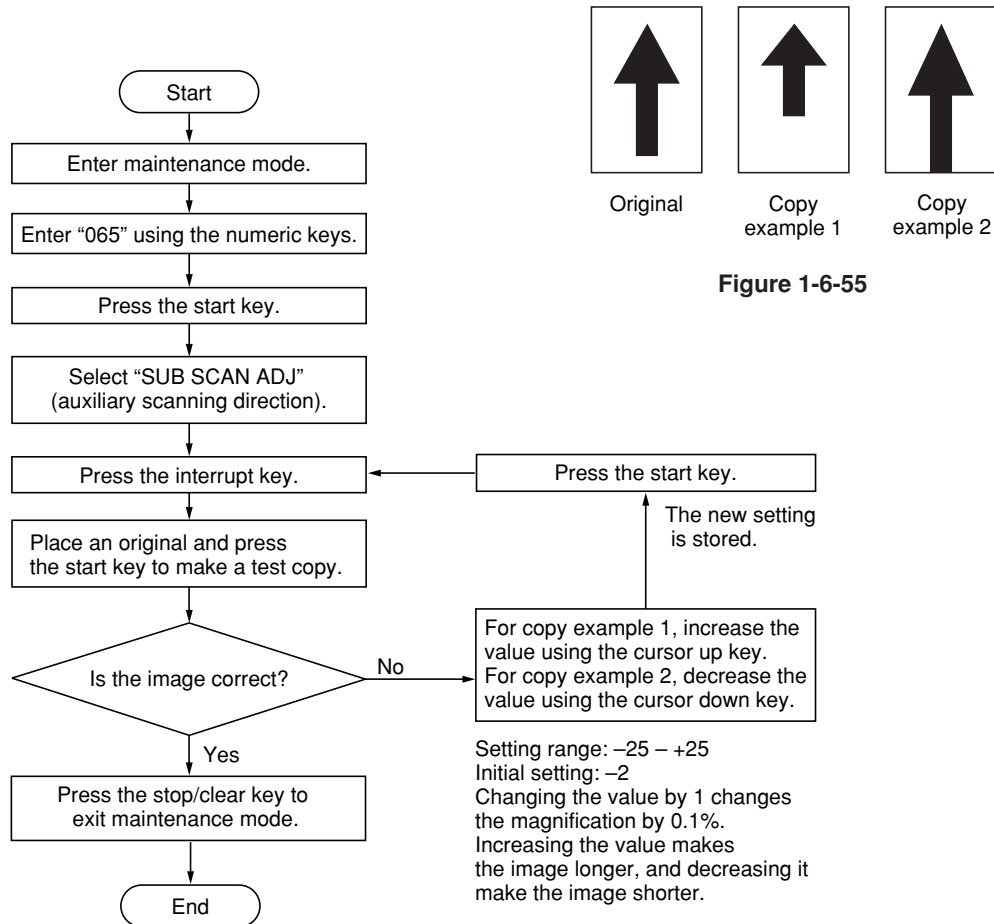 Start
Enter maintenance mode.
Enter “065” using the numeric keys.
Press the start key.
Select “SUB SCAN ADJ”
(auxiliary scanning direction).
Press the interrupt key.
Place an original and press
the start key to make a test copy.
Is the image correct?
No
Yes
Press the stop/clear key to
exit maintenance mode.
End
Press the start key.
The new setting
is stored.
For copy example 1, increase the
value using the cursor up key.
For copy example 2, decrease the
value using the cursor down key.
Setting range: –25 – +25
Initial setting: –2
Changing the value by 1 changes
the magnification by 0.1%.
Increasing the value makes
the image longer, and decreasing it
make the image shorter.
Original
Copy
example 1
Copy
example 2
Figure 1-6-55